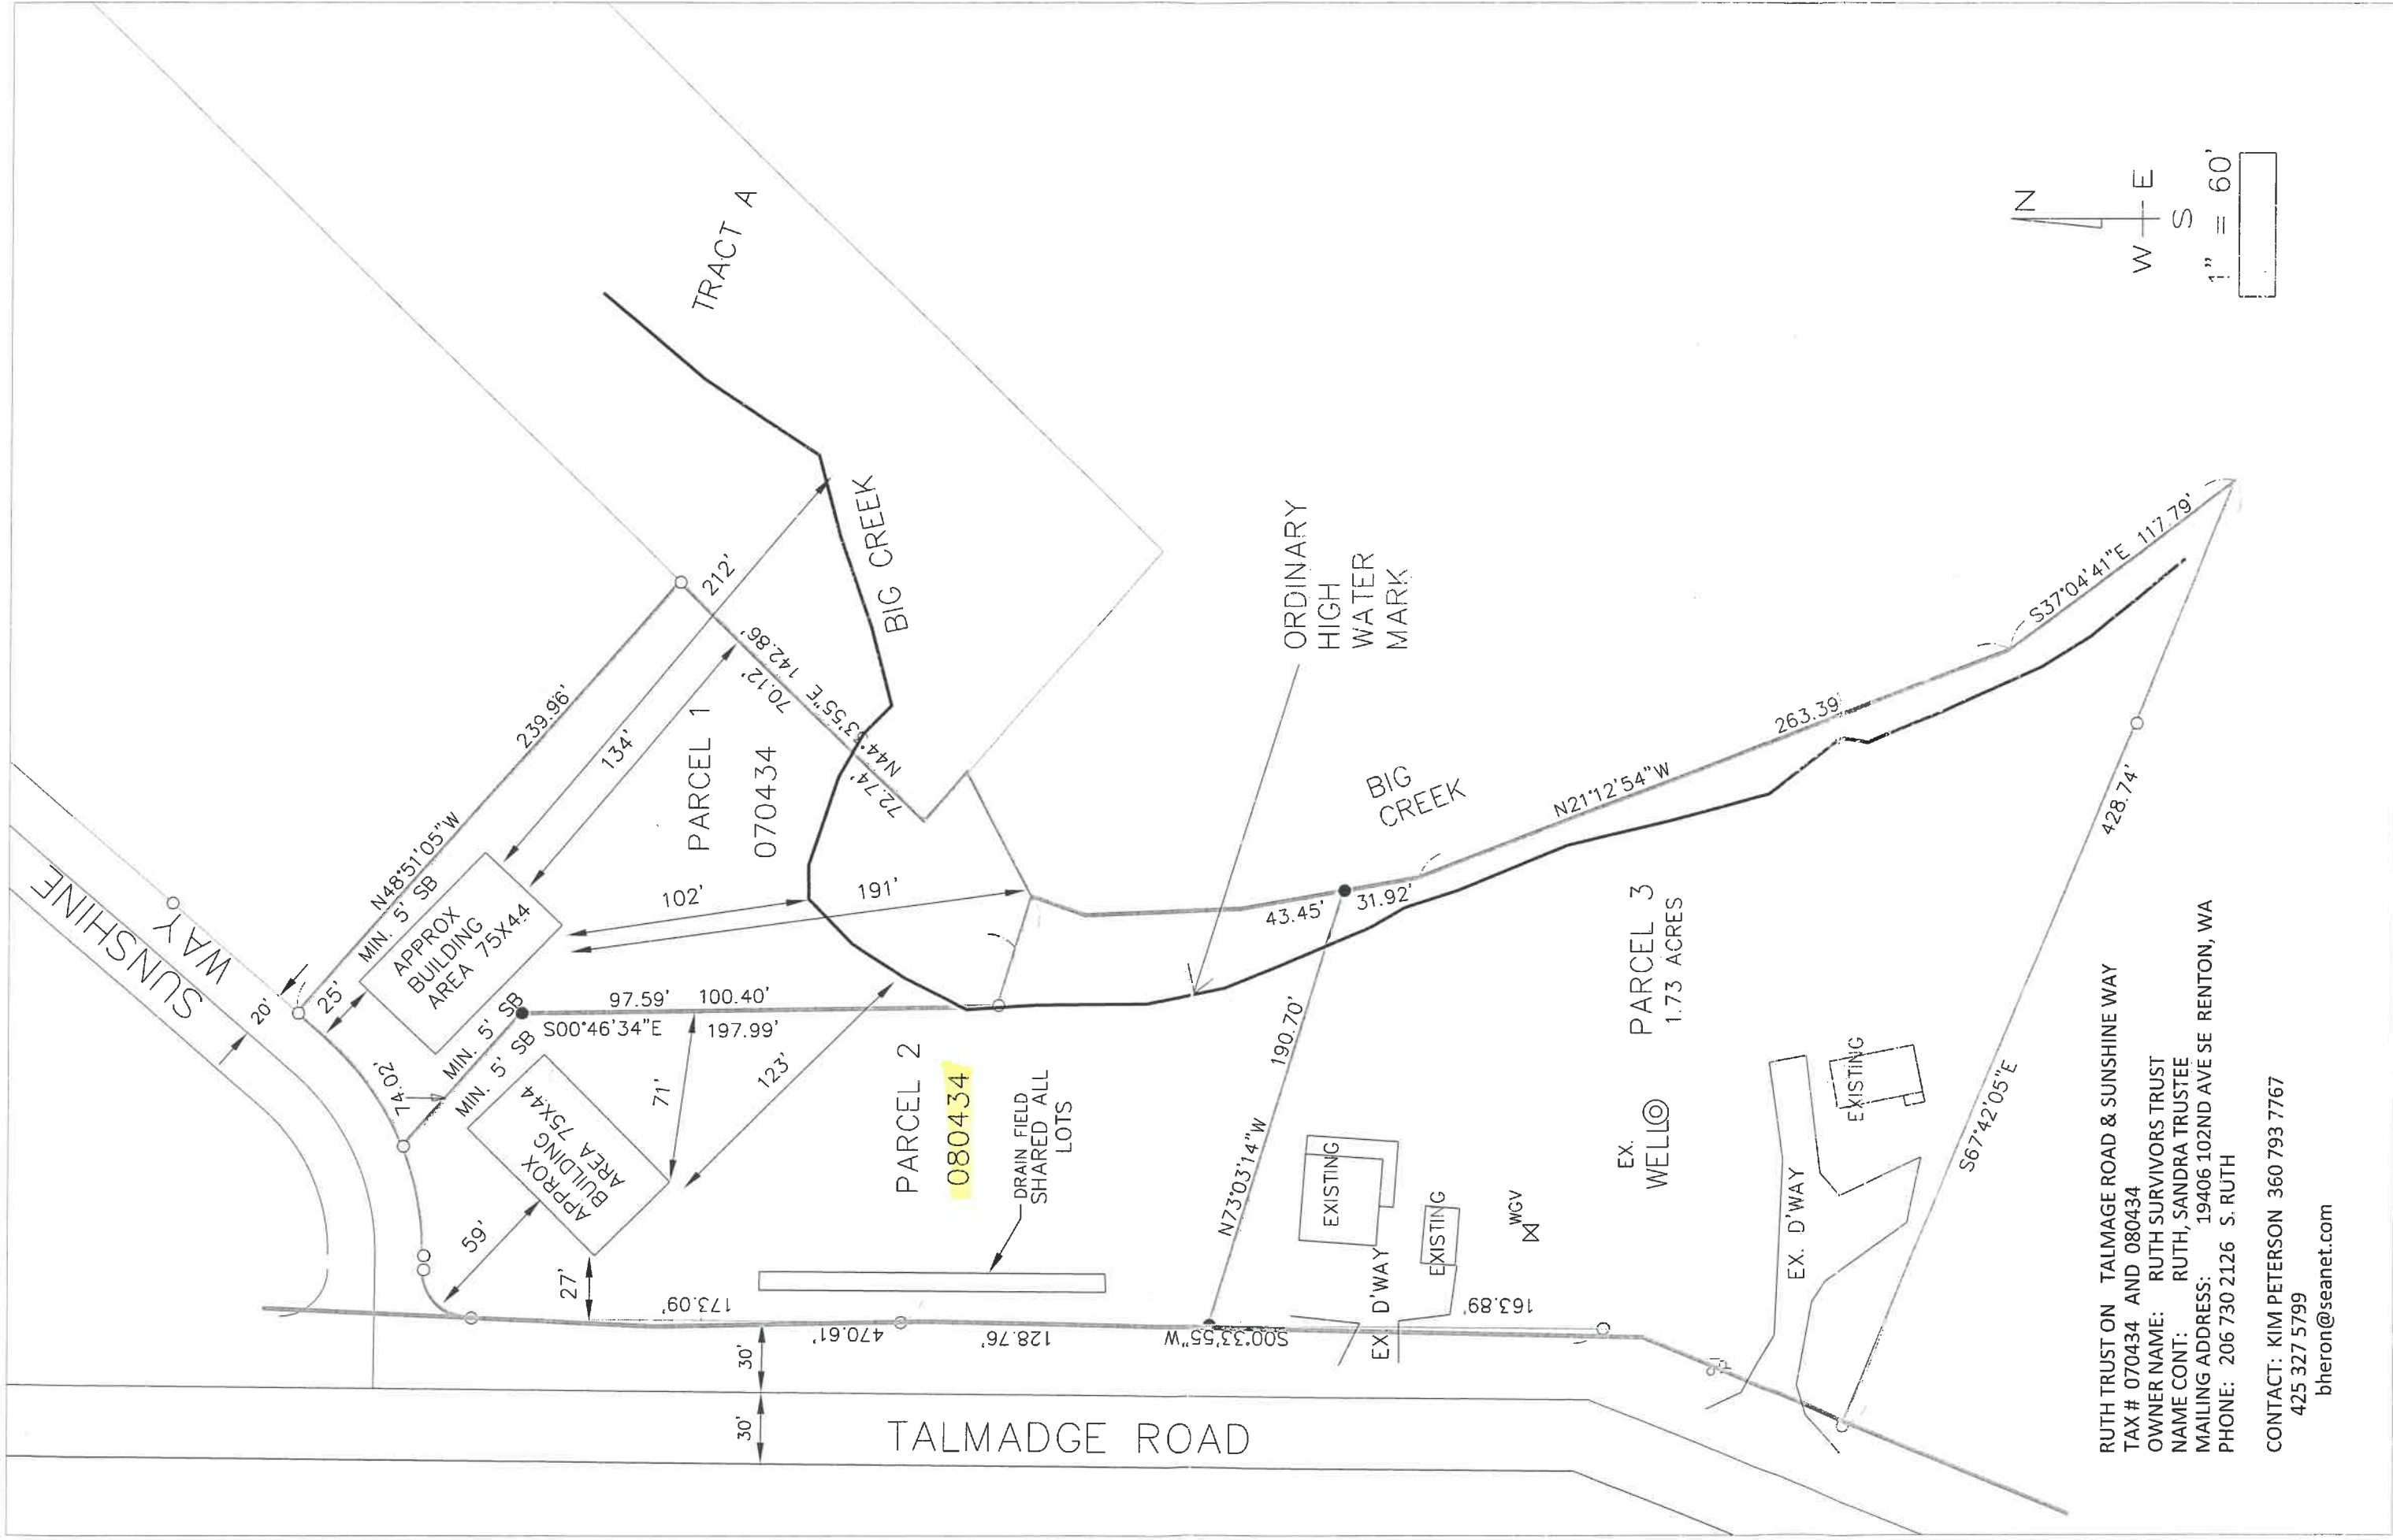 SUNSHINE
WAY
20'
25'
N48°51'05"W
239.96'
MIN. 5' SB
APPROX
BUILDING
AREA 75X44
134'
212'
TRACT A
PARCEL 1
070434
70.12'
142.86'
N44°33'55"E
72.74'
BIG CREEK
102'
191'
74.02'
MIN. 5' SB
MIN. 5' SB
97.59'
100.40'
S00°46'34"E
197.99'
APPROX
BUILDING
AREA 75X44
59'
27'
71'
123'
PARCEL 2
080434
DRAIN FIELD
SHARED ALL
LOTS
173.09'
470.61'
128.76'
S00°33'55"W
163.89'
30'
30'
TALMADGE ROAD
ORDINARY
HIGH
WATER
MARK
43.45'
31.92'
190.70'
N73°03'14"W
BIG
CREEK
N21°12'54"W
263.39'
S37°04'41"E 117.79'
428.74'
S67°42'05"E
PARCEL 3
1.73 ACRES
EX.
WELL
WGV
EXISTING
EXISTING
EXISTING
EX. D'WAY
EX. D'WAY
N
W
E
S
1" = 60'
RUTH TRUST ON TALMAGE ROAD & SUNSHINE WAY
TAX # 070434 AND 080434
OWNER NAME: RUTH SURVIVORS TRUST
NAME CONT: RUTH, SANDRA TRUSTEE
MAILING ADDRESS: 19406 102ND AVE SE RENTON, WA
PHONE: 206 730 2126 S. RUTH
CONTACT: KIM PETERSON 360 793 7767
425 327 5799
bheron@seanet.com